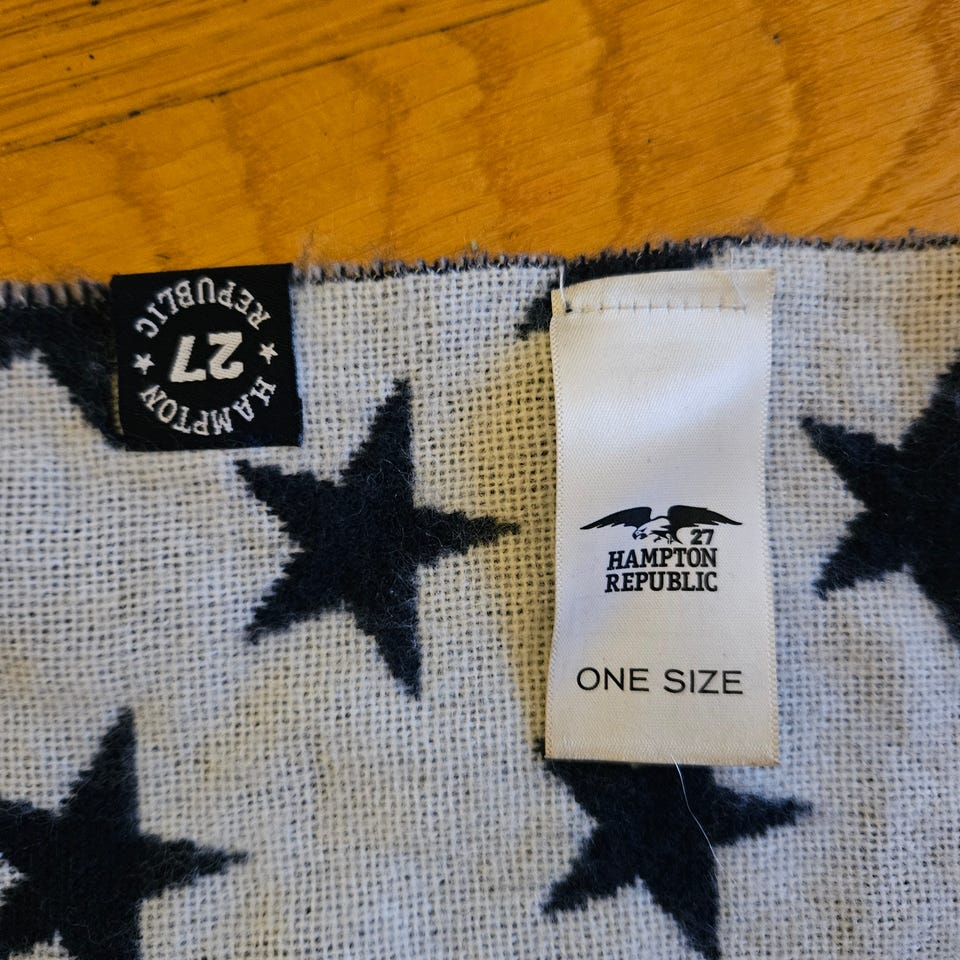 HAMPTON
27
REPUBLIC
27
HAMPTON
REPUBLIC
ONE SIZE